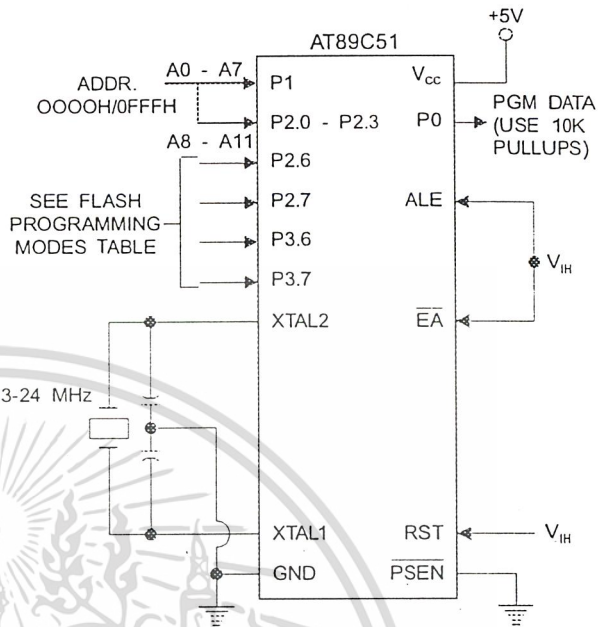 +5V
AT89C51
A0 - A7
ADDR.
OOOOH/0FFFH
A8 - A11
SEE FLASH
PROGRAMMING
MODES TABLE
3-24 MHz
P1
P2.0 - P2.3
P2.6
P2.7
P3.6
P3.7
XTAL2
XTAL1
GND
VCC
P0
ALE
EA
RST
PSEN
PGM DATA
(USE 10K
PULLUPS)
VIH
VIH